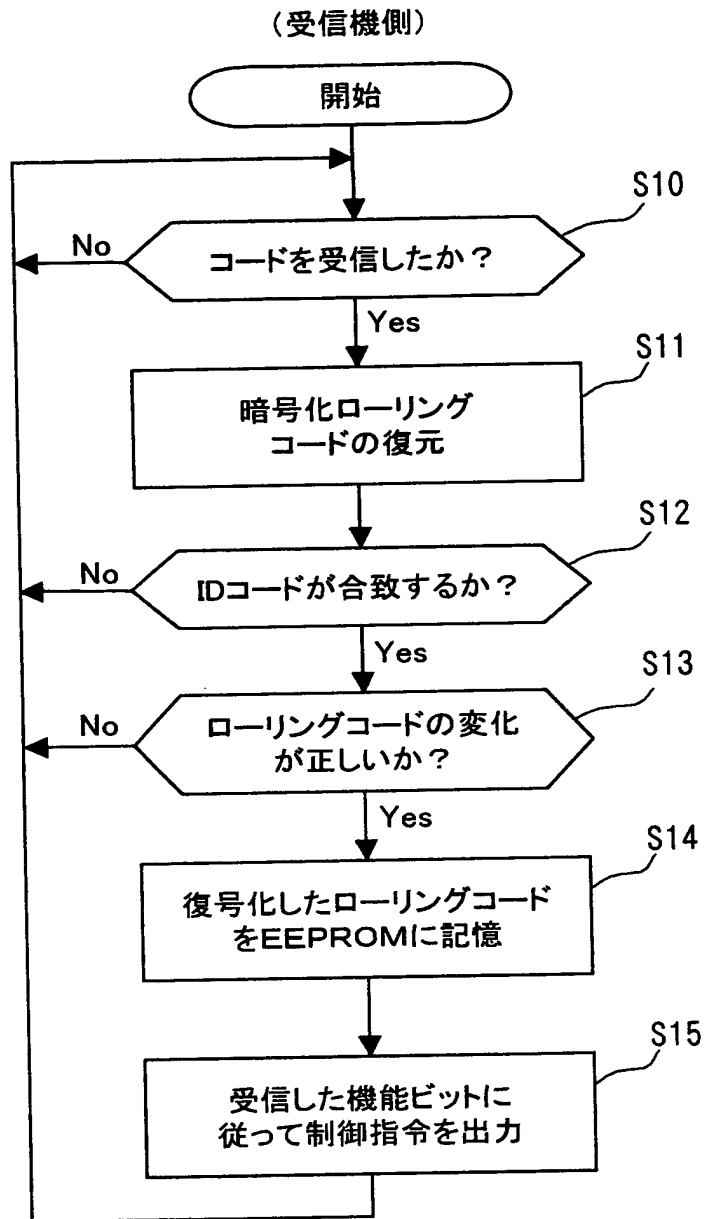 (受信機側)
開始
S10
コードを受信したか?
No
Yes
S11
暗号化ローリング
コードの復元
S12
IDコードが合致するか?
No
Yes
S13
ローリングコードの変化
が正しいか?
No
Yes
S14
復号化したローリングコード
をEEPROMに記憶
S15
受信した機能ビットに
従って制御指令を出力